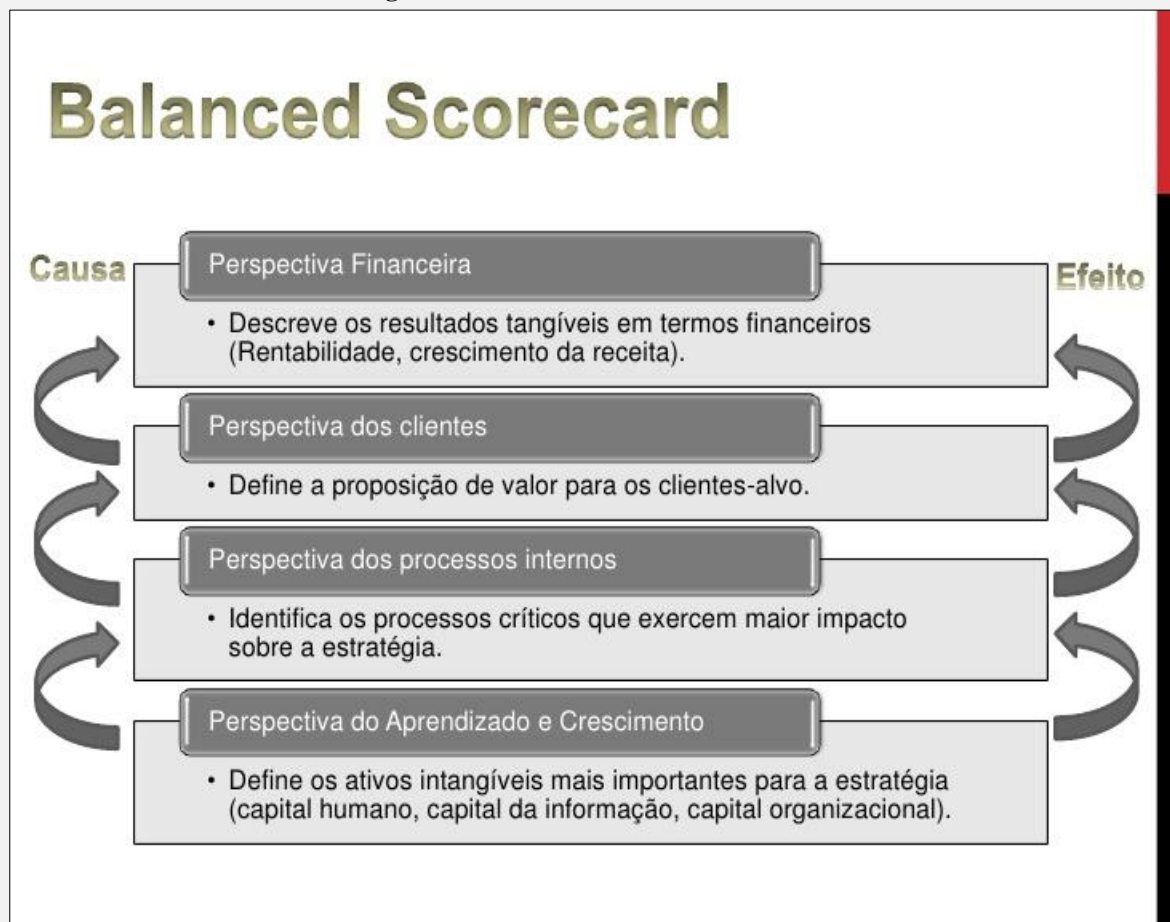 Balanced Scorecard
Causa
Efeito
Perspectiva Financeira
• Descreve os resultados tangíveis em termos financeiros
(Rentabilidade, crescimento da receita).
Perspectiva dos clientes
• Define a proposição de valor para os clientes-alvo.
Perspectiva dos processos internos
• Identifica os processos críticos que exercem maior impacto
sobre a estratégia.
Perspectiva do Aprendizado e Crescimento
• Define os ativos intangíveis mais importantes para a estratégia
(capital humano, capital da informação, capital organizacional).